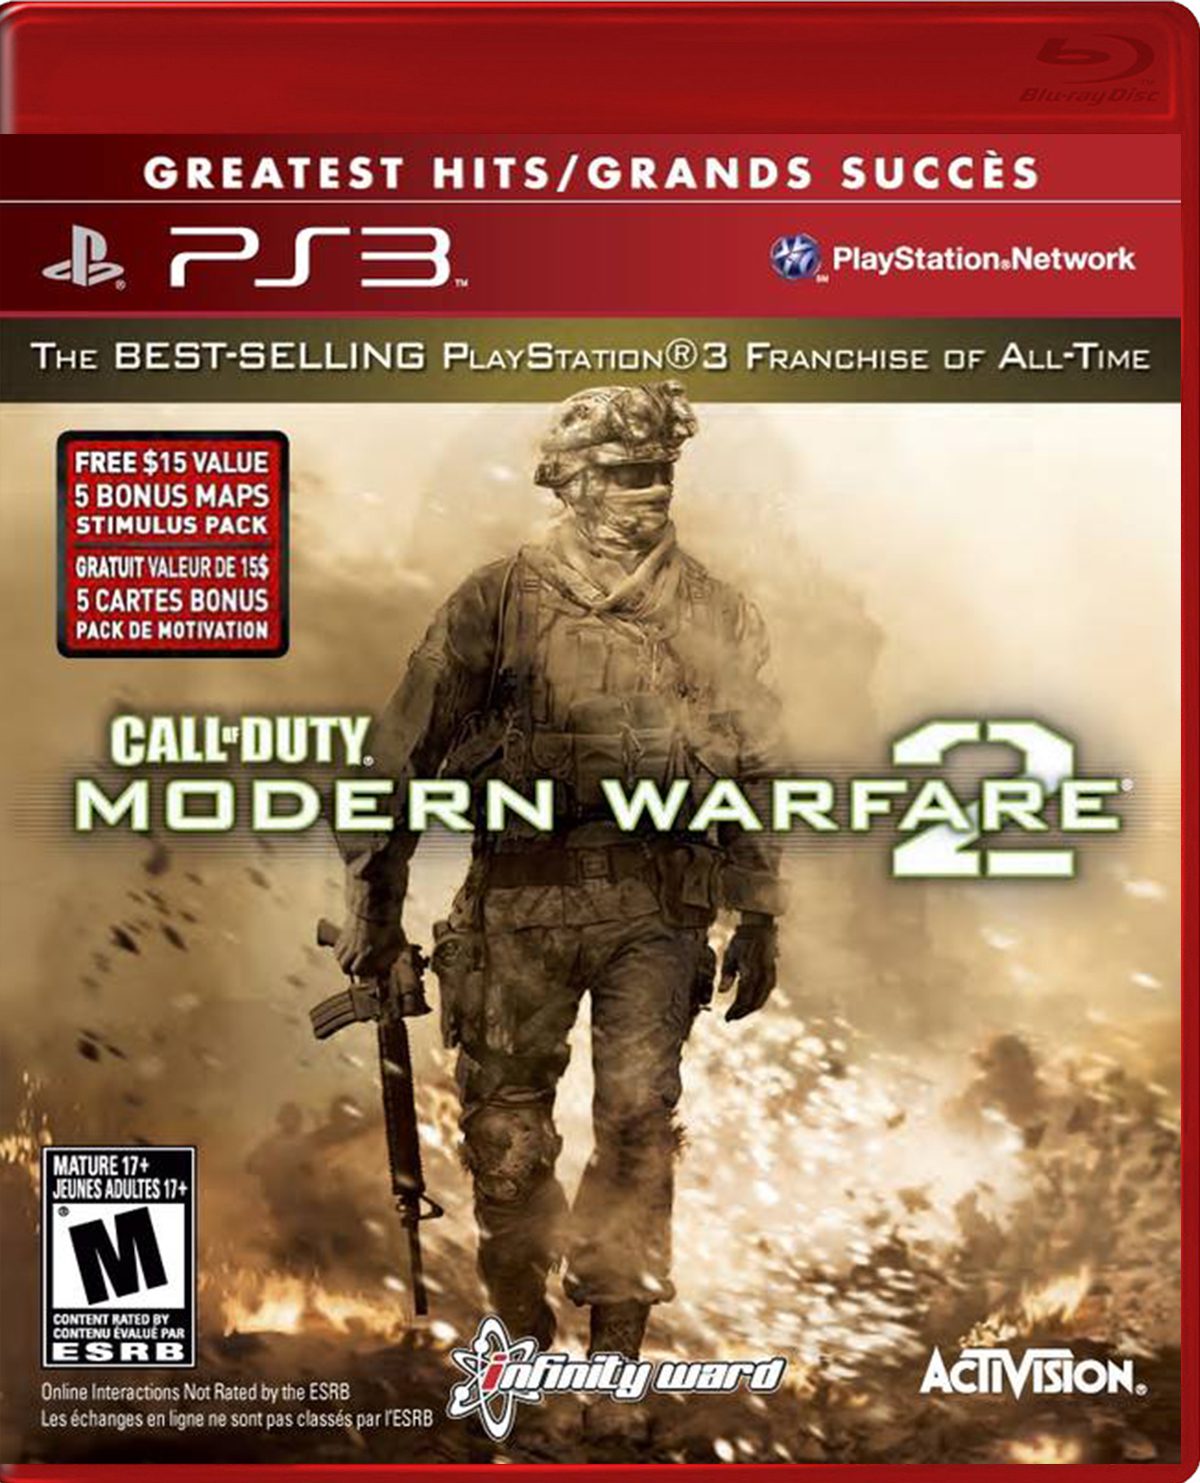 Blu-ray Disc
GREATEST HITS/GRANDS SUCCÈS
PS3™
PlayStation®Network
THE BEST-SELLING PLAYSTATION®3 FRANCHISE OF ALL-TIME
FREE $15 VALUE
5 BONUS MAPS
STIMULUS PACK
GRATUIT VALEUR DE 15$
5 CARTES BONUS
PACK DE MOTIVATION
CALL OF DUTY®
MODERN WARFARE® 2
MATURE 17+
JEUNES ADULTES 17+
M
CONTENT RATED BY
CONTENU ÉVALUÉ PAR
ESRB
Online Interactions Not Rated by the ESRB
Les échanges en ligne ne sont pas classés par l'ESRB
infinity ward
ACTIVISION®